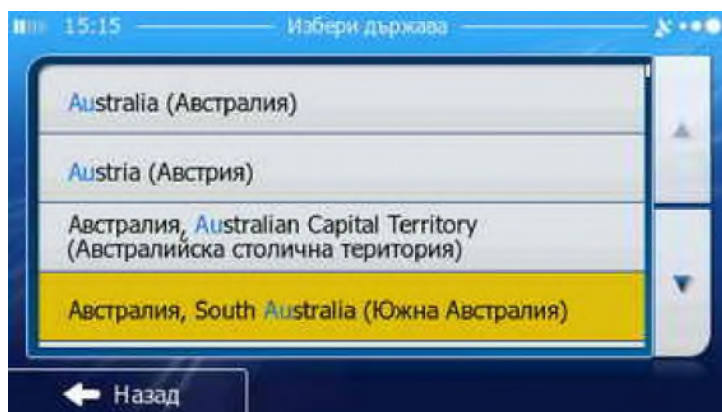 15:15 Избери държава
Australia (Австралия)
Austria (Австрия)
Австралия, Australian Capital Territory
(Австралийска столична територия)
Австралия, South Australia (Южна Австралия)
Назад